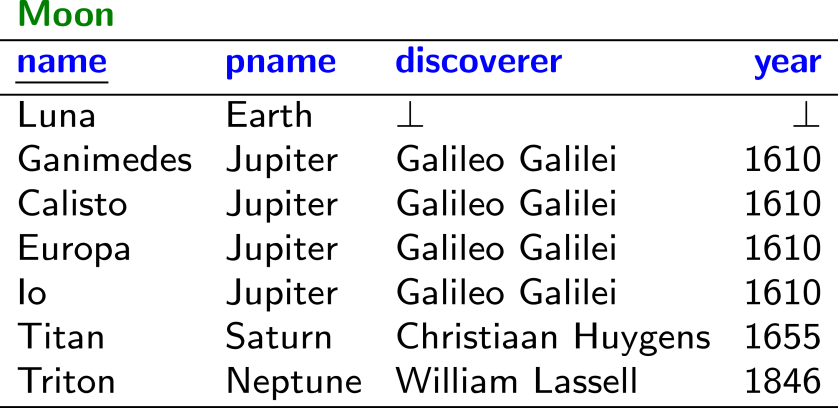 Moon
name pname discoverer year
Luna Earth ⊥ ⊥
Ganimedes Jupiter Galileo Galilei 1610
Calisto Jupiter Galileo Galilei 1610
Europa Jupiter Galileo Galilei 1610
Io Jupiter Galileo Galilei 1610
Titan Saturn Christiaan Huygens 1655
Triton Neptune William Lassell 1846